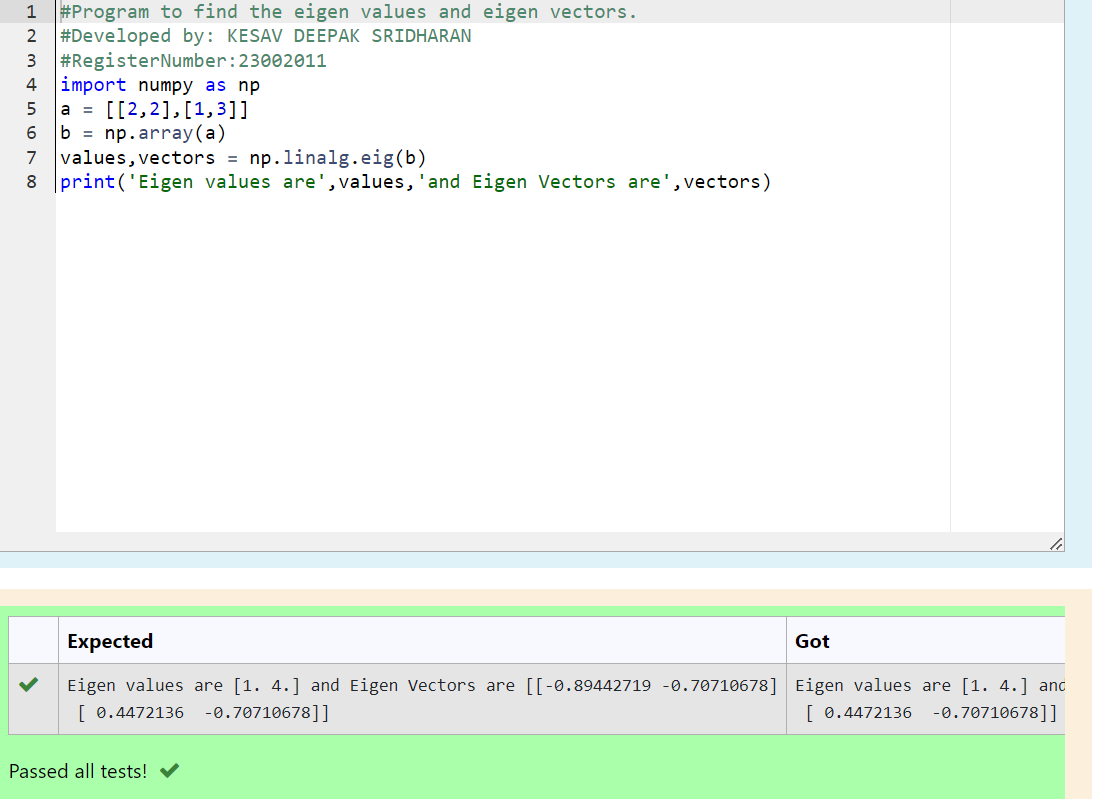 1 #Program to find the eigen values and eigen vectors.
2 #Developed by: KESAV DEEPAK SRIDHARAN
3 #RegisterNumber:23002011
4 import numpy as np
5 a = [[2,2],[1,3]]
6 b = np.array(a)
7 values,vectors = np.linalg.eig(b)
8 print('Eigen values are',values,'and Eigen Vectors are',vectors)
Expected Got
Eigen values are [1. 4.] and Eigen Vectors are [[-0.89442719 -0.70710678] Eigen values are [1. 4.] and
[ 0.4472136  -0.70710678]] [ 0.4472136  -0.70710678]]
Passed all tests!